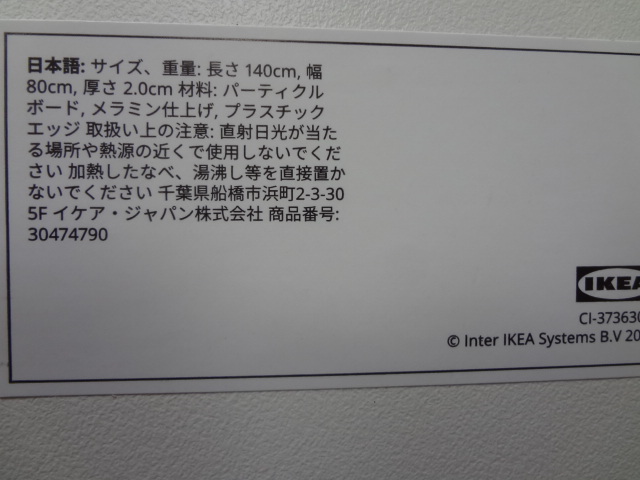 日本語: サイズ、重量: 長さ 140cm, 幅
80cm, 厚さ 2.0cm 材料: パーティクル
ボード, メラミン仕上げ, プラスチック
エッジ 取扱い上の注意: 直射日光が当た
る場所や熱源の近くで使用しないでくだ
さい 加熱したなべ、湯沸し等を直接置か
ないでください 千葉県船橋市浜町2-3-30
5F イケア・ジャパン株式会社 商品番号:
30474790
IKEA
CI-373630
© Inter IKEA Systems B.V 20